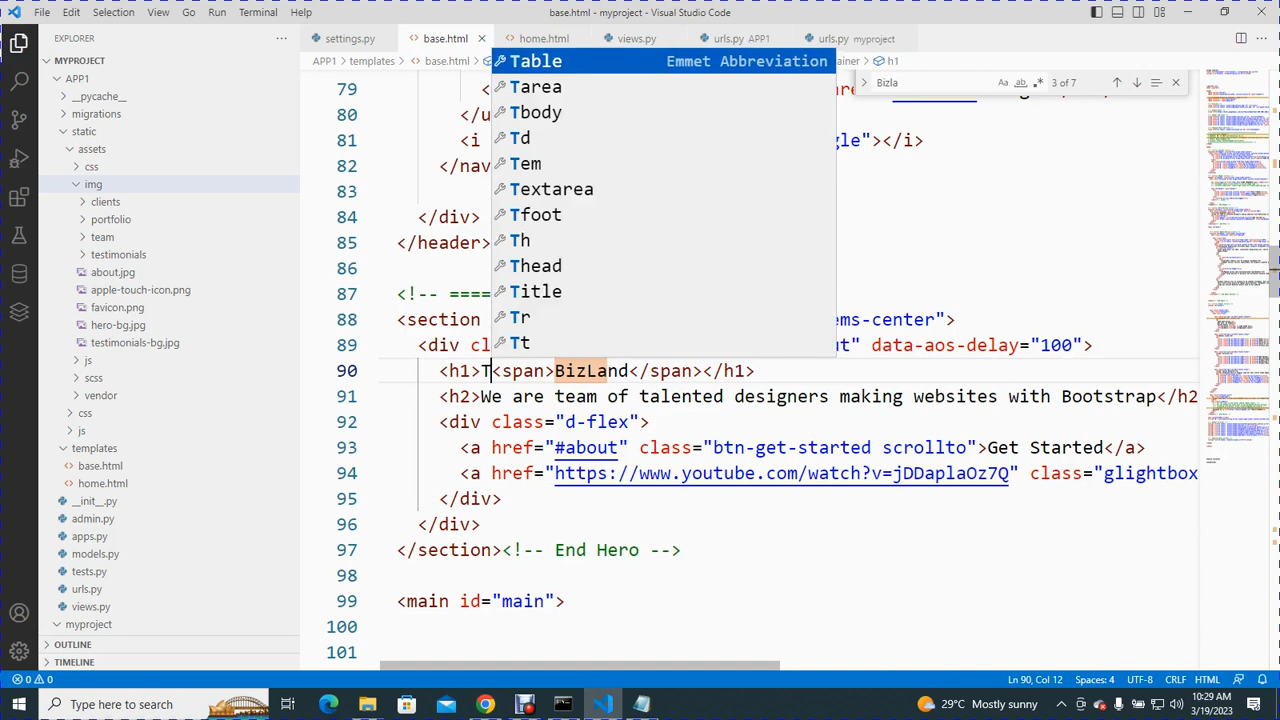 File Edit Selection View Go Run Terminal Help
base.html - myproject - Visual Studio Code
EXPLORER
MYPROJECT
APP1
__pycache__
migrations
static
assets
css
img
clients
portfolio
team
testimonials
about.jpg
apple-touch-icon.png
favicon.png
hero-bg.jpg
testimonials-bg.jpg
js
scss
vendor
css
js
templates
base.html
home.html
__init__.py
admin.py
apps.py
models.py
tests.py
urls.py
views.py
myproject
OUTLINE
TIMELINE
settings.py base.html home.html views.py urls.py APP1 urls.py myproject
APP1 > templates > base.html > ainer > h1
Bizla Aa ab 3 of 7
Table Emmet Abbreviation
Tarea
Tbody
Td
Tem
Textarea
Tfoot
Th
Thead
Title
Tr
Tt
79 <
80 </u
81 <i gle"></i>
82 </nav
83
84 </div>
85 </header>
86
87 <!-- ====
88 <section ems-center">
89 <div cl ut" data-aos-delay="100">
90 <h1>T<span>BizLand</span></h1>
91 <h2>We are team of talented designers making websites with Bootstrap</h2
92 <div class="d-flex">
93 <a href="#about" class="btn-get-started scrollto">Get Started</a>
94 <a href="https://www.youtube.com/watch?v=jDDaplaOz7Q" class="glightbox
95 </div>
96 </div>
97 </section><!-- End Hero -->
98
99 <main id="main">
100
101
0 0 Ln 90, Col 12 Spaces: 4 UTF-8 CRLF HTML
Type here to search
29°C Mostly sunny
10:29 AM
3/19/2023